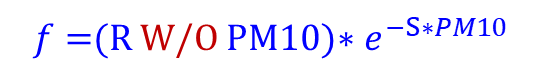 f =(R W/O PM10)* e^{-S*PM10}